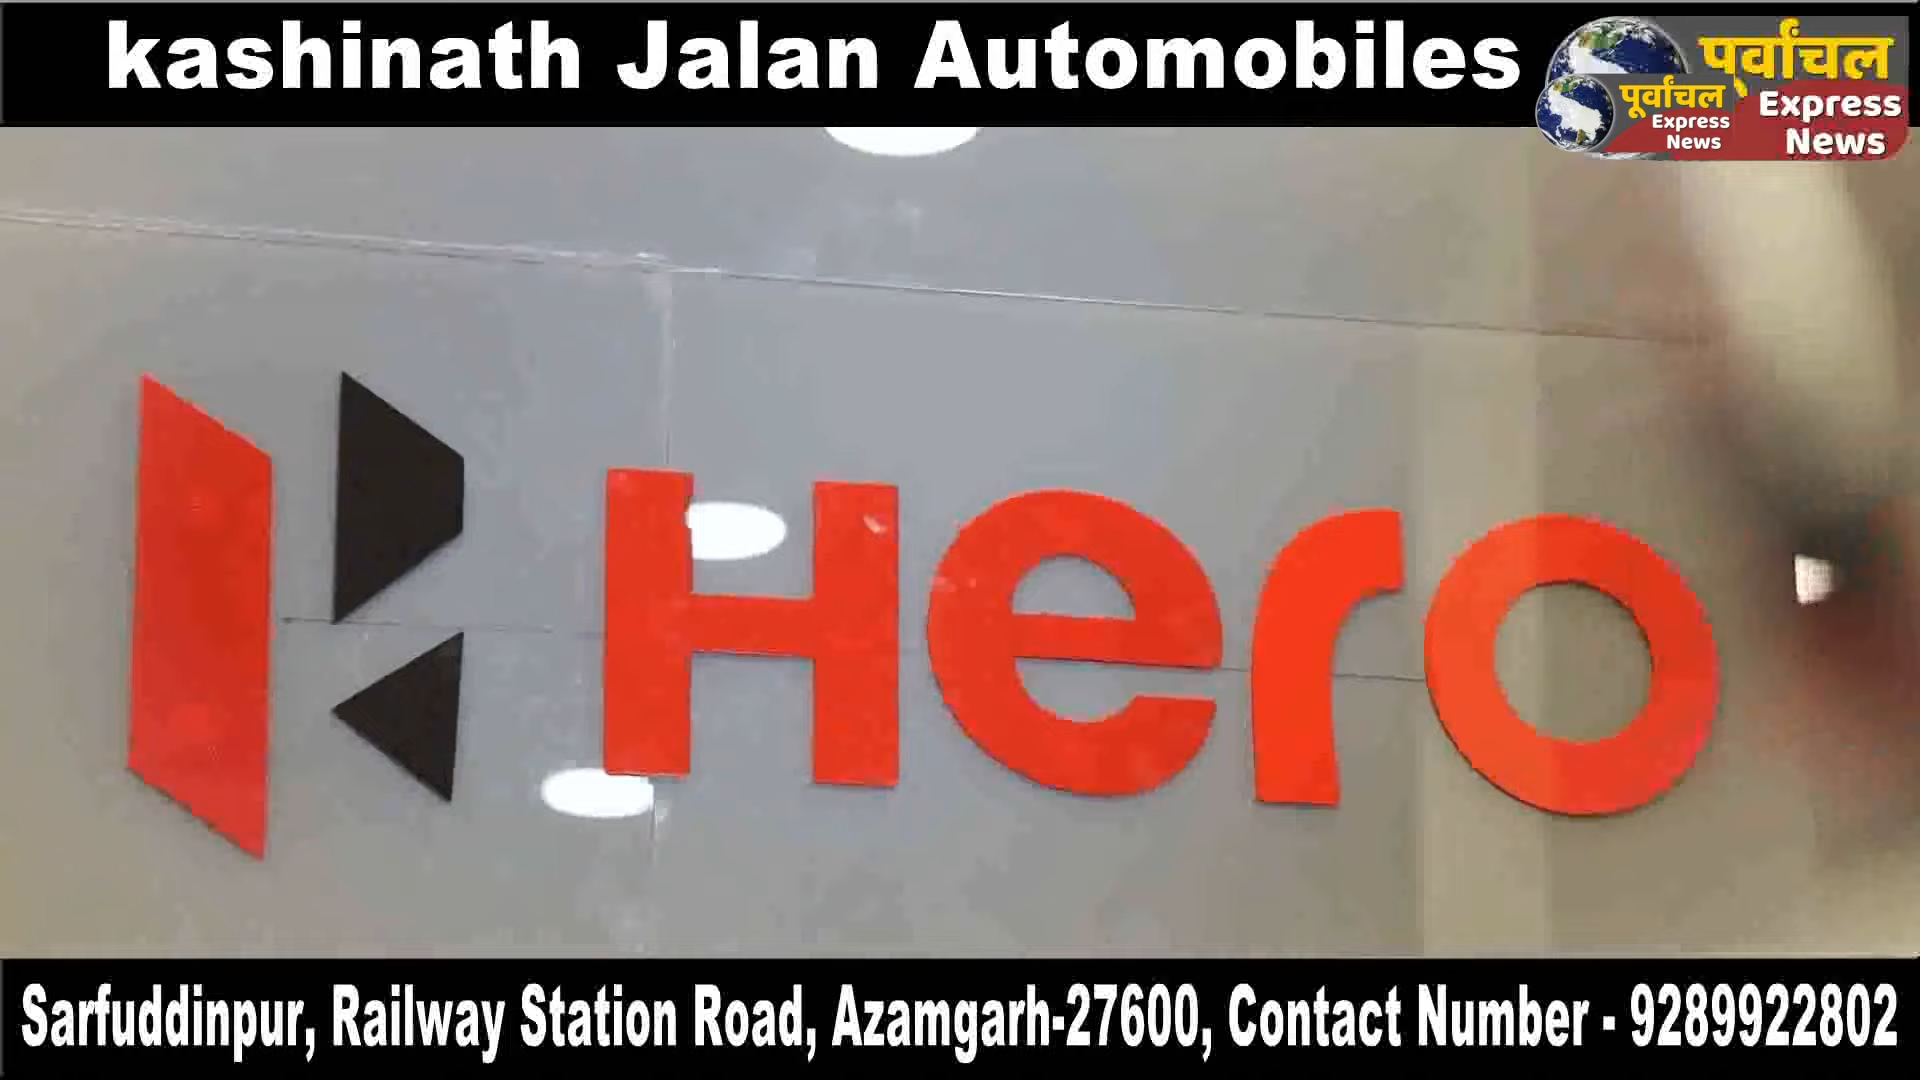 kashinath Jalan Automobiles
पूर्वांचल
Express
News
पूर्वांचल
Express
News
Hero
Sarfuddinpur, Railway Station Road, Azamgarh-27600, Contact Number - 9289922802